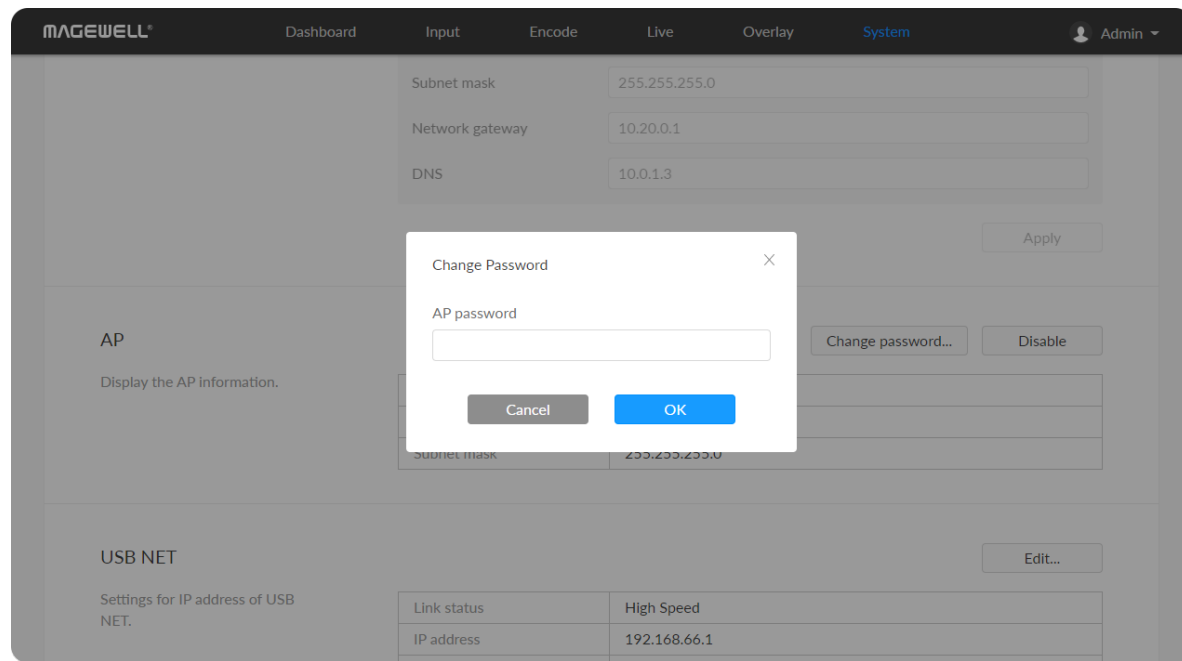 MAGEWELL®
Dashboard Input Encode Live Overlay System Admin
Subnet mask 255.255.255.0
Network gateway 10.20.0.1
DNS 10.0.1.3
Apply
Change Password
AP password
Cancel OK
AP Change password... Disable
Display the AP information.
Subnet mask 255.255.255.0
USB NET Edit...
Settings for IP address of USB
NET.
Link status High Speed
IP address 192.168.66.1